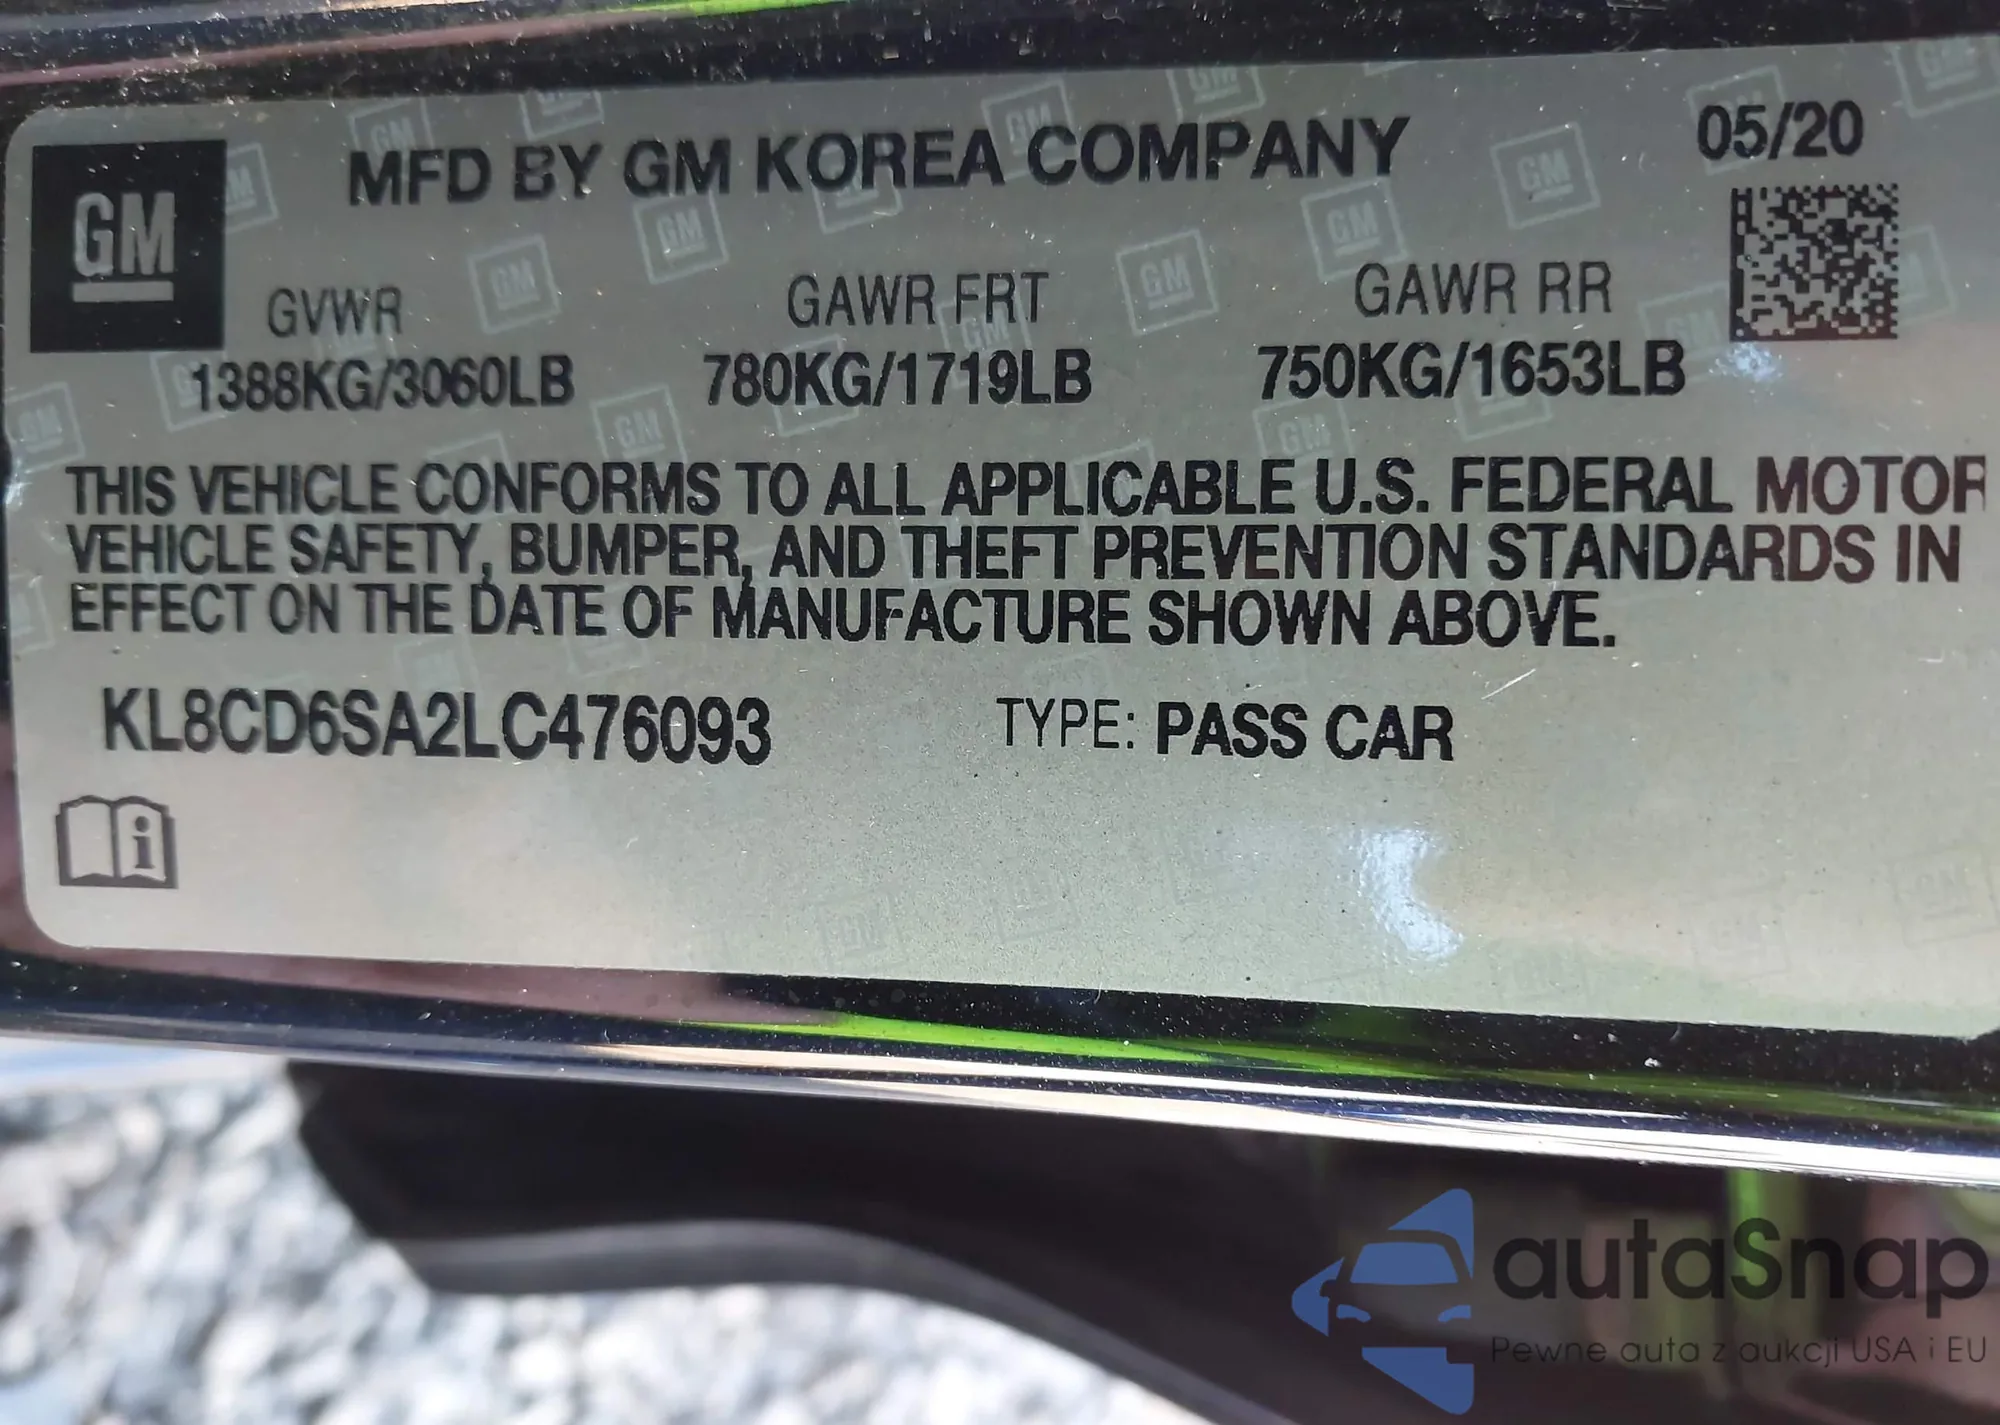 MFD BY GM KOREA COMPANY
05/20
GM
GVWR
GAWR FRT
GAWR RR
1388KG/3060LB
780KG/1719LB
750KG/1653LB
THIS VEHICLE CONFORMS TO ALL APPLICABLE U.S. FEDERAL MOTOR
VEHICLE SAFETY, BUMPER, AND THEFT PREVENTION STANDARDS IN
EFFECT ON THE DATE OF MANUFACTURE SHOWN ABOVE.
KL8CD6SA2LC476093
TYPE: PASS CAR
autaSnap
Pewne auta z aukcji USA i EU